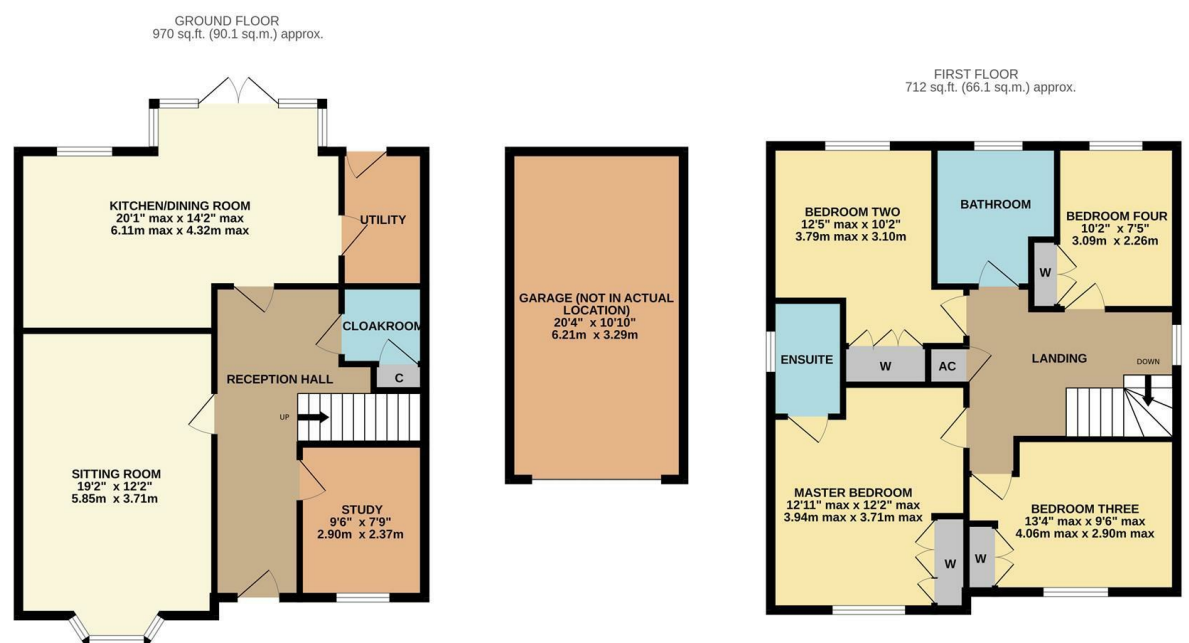 GROUND FLOOR
970 sq.ft. (90.1 sq.m.) approx.
KITCHEN/DINING ROOM
20'1" max x 14'2" max
6.11m max x 4.32m max
UTILITY
CLOAKROOM
C
RECEPTION HALL
UP
SITTING ROOM
19'2" x 12'2"
5.85m x 3.71m
STUDY
9'6" x 7'9"
2.90m x 2.37m
GARAGE (NOT IN ACTUAL
LOCATION)
20'4" x 10'10"
6.21m x 3.29m
FIRST FLOOR
712 sq.ft. (66.1 sq.m.) approx.
BEDROOM TWO
12'5" max x 10'2"
3.79m max x 3.10m
BATHROOM
BEDROOM FOUR
10'2" x 7'5"
3.09m x 2.26m
W
ENSUITE
W
AC
LANDING
DOWN
MASTER BEDROOM
12'11" max x 12'2" max
3.94m max x 3.71m max
W
BEDROOM THREE
13'4" max x 9'6" max
4.06m max x 2.90m max
W